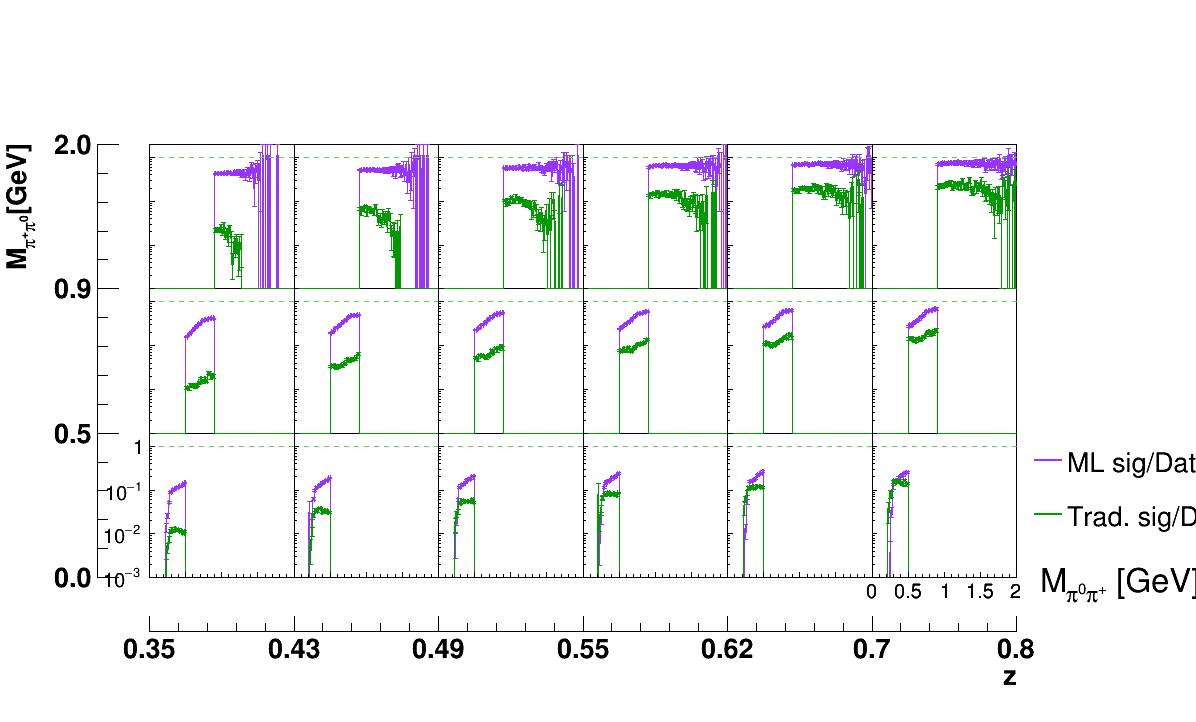 M_{π⁺π⁰}[GeV]
2.0
0.9
0.5
0.0
1
10⁻¹
10⁻²
10⁻³
ML sig/Dat
Trad. sig/D
0 0.5 1 1.5 2
M_{π⁰π⁺} [GeV]
0.35 0.43 0.49 0.55 0.62 0.7 0.8
z